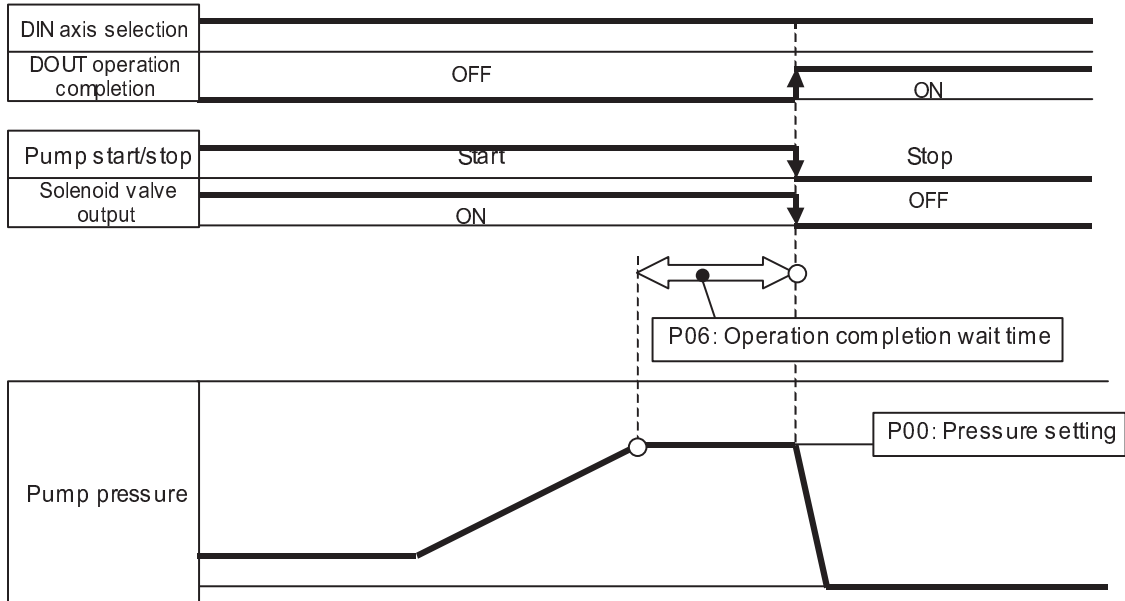 DIN axis selection
DOUT operation
completion
OFF
ON
Pump start/stop
Start
Stop
Solenoid valve
output
ON
OFF
P06: Operation completion wait time
P00: Pressure setting
Pump pressure